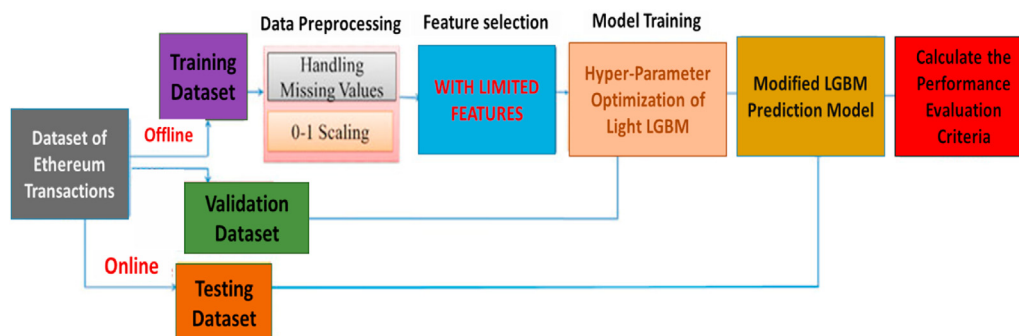 Data Preprocessing
Feature selection
Model Training
Training
Dataset
Handling
Missing Values
0-1 Scaling
WITH LIMITED
FEATURES
Hyper-Parameter
Optimization of
Light LGBM
Modified LGBM
Prediction Model
Calculate the
Performance
Evaluation
Criteria
Offline
Dataset of
Ethereum
Transactions
Validation
Dataset
Online
Testing
Dataset